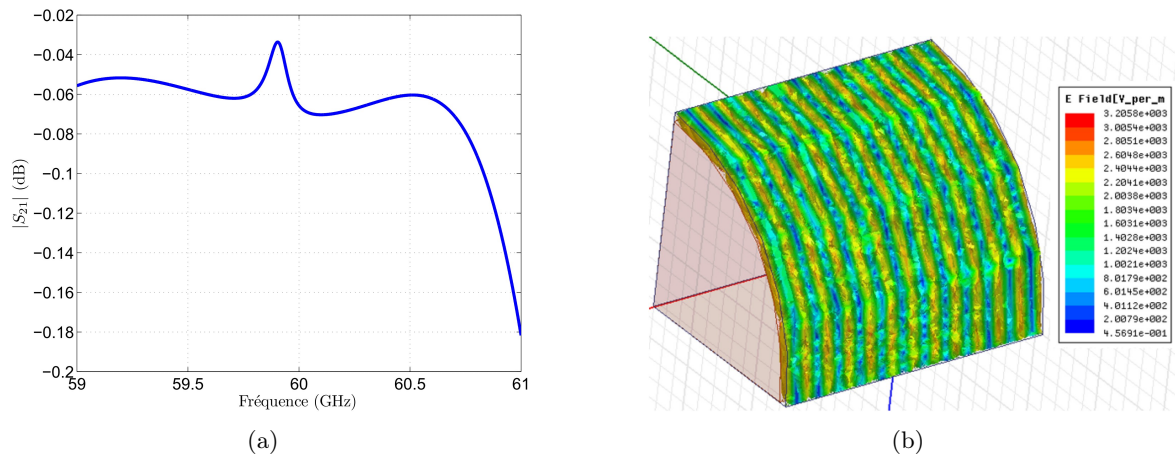 −0.02
−0.04
−0.06
−0.08
−0.1
−0.12
−0.14
−0.16
−0.18
−0.2
|S21| (dB)
59
59.5
60
60.5
61
Fréquence (GHz)
(a)
E Field[V_per_m
3.2058e+003
3.0054e+003
2.8051e+003
2.6048e+003
2.4044e+003
2.2041e+003
2.0038e+003
1.8034e+003
1.6031e+003
1.4028e+003
1.2024e+003
1.0021e+003
8.0179e+002
6.0145e+002
4.0112e+002
2.0079e+002
4.5691e-001
(b)